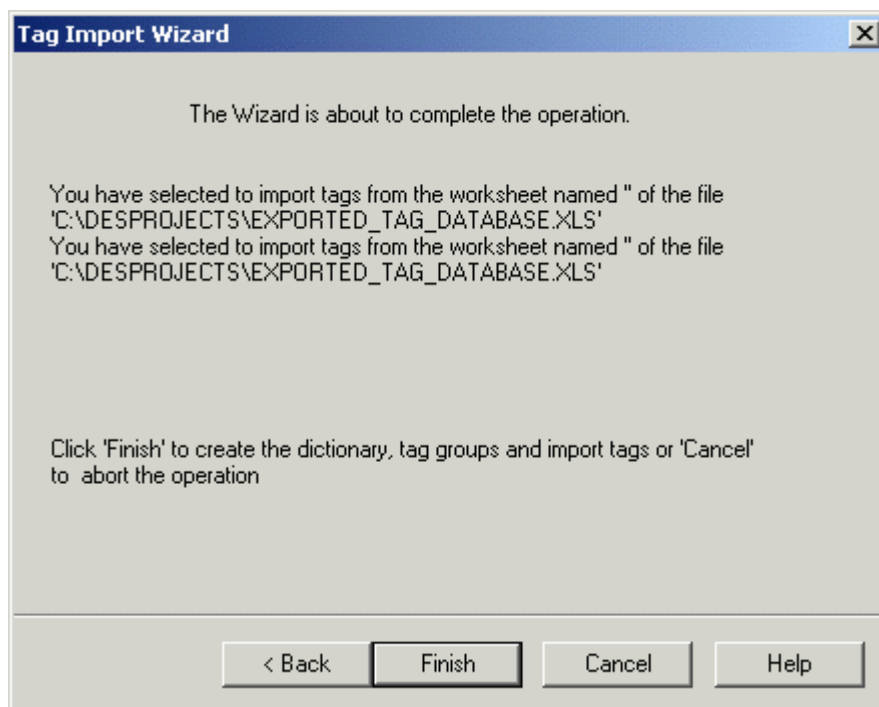 Tag Import Wizard
The Wizard is about to complete the operation.
You have selected to import tags from the worksheet named '' of the file
'C:\DESPROJECTS\EXPORTED_TAG_DATABASE.XLS'
You have selected to import tags from the worksheet named '' of the file
'C:\DESPROJECTS\EXPORTED_TAG_DATABASE.XLS'
Click 'Finish' to create the dictionary, tag groups and import tags or 'Cancel'
to  abort the operation
< Back
Finish
Cancel
Help